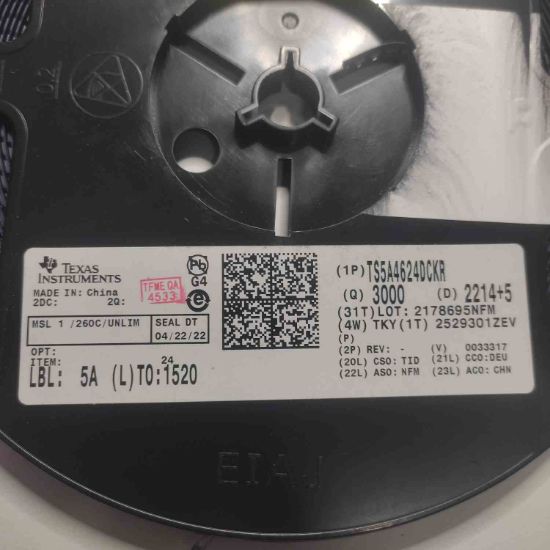 02
TEXAS
INSTRUMENTS
MADE IN: China
2DC: 2Q:
TFME QA
4533
Pb
G4
e
MSL 1 /260C/UNLIM
SEAL DT
04/22/22
OPT:
ITEM:
24
LBL: 5A (L)TO:1520
(1P) TS5A4624DCKR
(Q) 3000 (D) 2214+5
(31T)LOT: 2178695NFM
(4W) TKY(1T) 2529301ZEV
(P)
(2P) REV: - (V) 0033317
(20L) CSO: TID (21L) CCO:DEU
(22L) ASO: NFM (23L) ACO: CHN
EIAJ